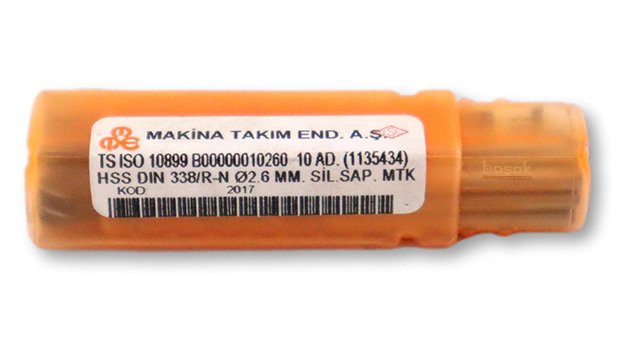 MAKİNA TAKIM END. A.Ş.
TS ISO 10899 B00000010260 10 AD. (1135434)
HSS DIN 338/R-N Ø2.6 MM. SİL.SAP. MTK
KOD 2017
başak